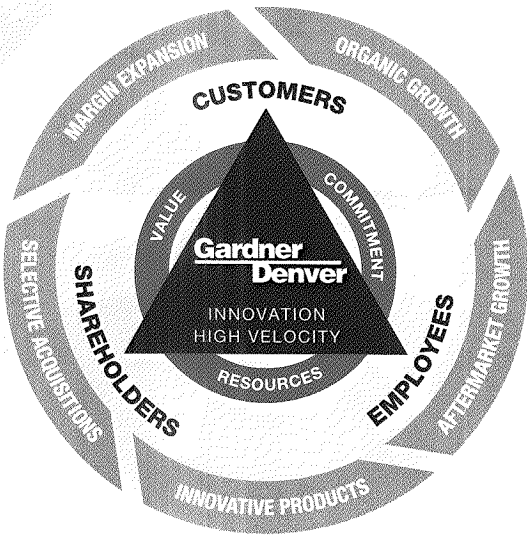 MARGIN EXPANSION
ORGANIC GROWTH
CUSTOMERS
VALUE
COMMITMENT
Gardner
Denver
INNOVATION
HIGH VELOCITY
RESOURCES
SHAREHOLDERS
EMPLOYEES
SELECTIVE ACQUISITIONS
AFTERMARKET GROWTH
INNOVATIVE PRODUCTS